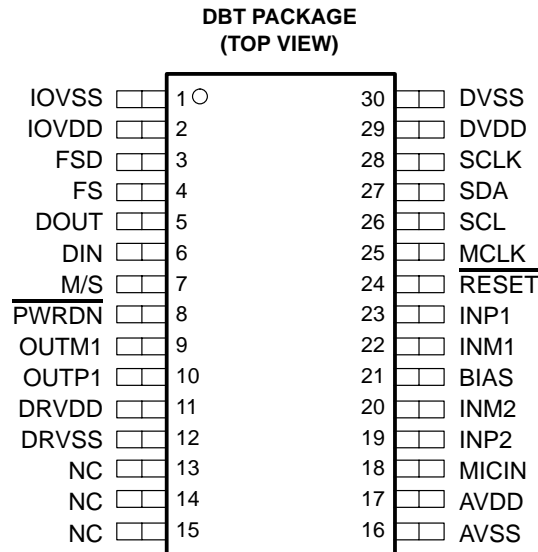 DBT PACKAGE
(TOP VIEW)
IOVSS 1 30 DVSS
IOVDD 2 29 DVDD
FSD 3 28 SCLK
FS 4 27 SDA
DOUT 5 26 SCL
DIN 6 25 MCLK
M/S 7 24 RESET
PWRDN 8 23 INP1
OUTM1 9 22 INM1
OUTP1 10 21 BIAS
DRVDD 11 20 INM2
DRVSS 12 19 INP2
NC 13 18 MICIN
NC 14 17 AVDD
NC 15 16 AVSS